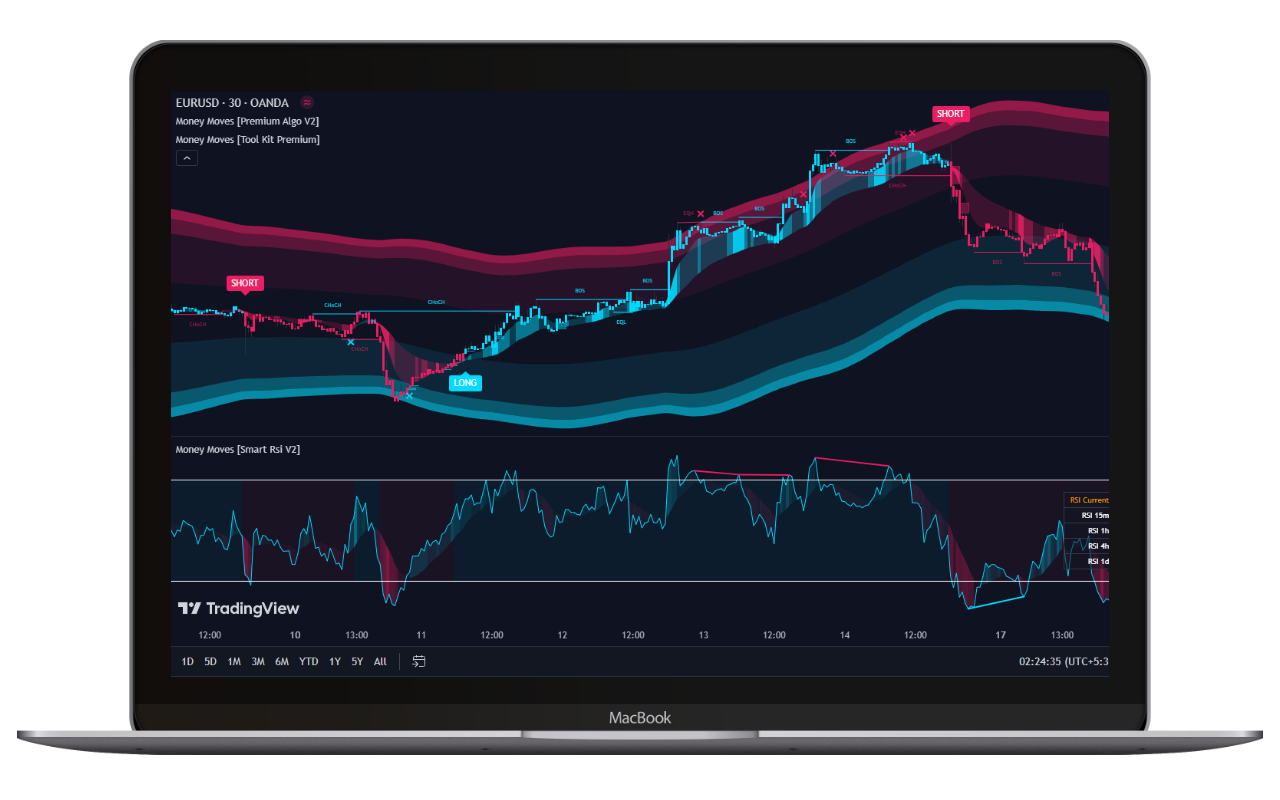 EURUSD · 30 · OANDA
Money Moves [Premium Algo V2]
Money Moves [Tool Kit Premium]
SHORT
BOS
CHoCH
EQH
BOS
BOS
SHORT
BOS
BOS
BOS
BOS
CHoCH
CHoCH
CHoCH
EQL
CHoCH
LONG
Money Moves [Smart Rsi V2]
RSI Current
RSI 15m
RSI 1h
RSI 4h
RSI 1d
TradingView
12:00 10 13:00 11 12:00 12 12:00 13 12:00 14 12:00 17 13:00
1D 5D 1M 3M 6M YTD 1Y 5Y All
02:24:35 (UTC+5:3
MacBook